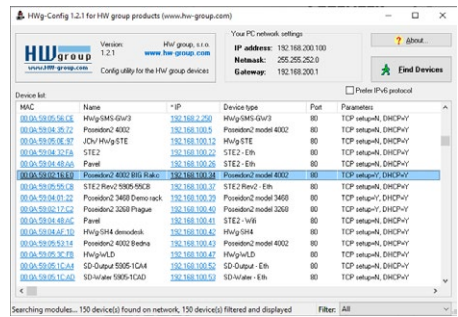 HWg-Config 1.2.1 for HW group products (www.hw-group.com)
HW group
www.HW-group.com
Version: HW group, s.r.o.
1.2.1 www.hw-group.com
Config utility for the HW group devices
Your PC network settings
IP address: 192.168.200.100
Netmask: 255.255.252.0
Gateway: 192.168.200.1
? About...
Find Devices
Prefer IPv6 protocol
Device list:
MAC Name IP Device type Port Parameters
00:0A:59:05:56:CE HWg-SMS-GW3 192.168.2.250 HWg-SMS-GW3 80 TCP setup=N, DHCP=Y
00:0A:59:04:35:72 Poseidon2 4002 192.168.100.5 Poseidon2 model 4002 80 TCP setup=N, DHCP=Y
00:0A:59:05:0E:97 JCh/ HWg-STE 192.168.100.12 HWg-STE 80 TCP setup=N, DHCP=Y
00:0A:59:04:32:FA STE2 192.168.100.22 STE2 - Eth 80 TCP setup=N, DHCP=Y
00:0A:59:04:48:AA Pavel 192.168.100.26 STE2 - Eth 80 TCP setup=N, DHCP=Y
00:0A:59:02:16:E0 Poseidon2 4002 BIG Rako 192.168.100.34 Poseidon2 model 4002 80 TCP setup=N, DHCP=Y
00:0A:59:05:55:CB STE2 Rev2 5905-55CB 192.168.100.37 STE2 Rev2 - Eth 80 TCP setup=N, DHCP=Y
00:0A:59:04:01:22 Poseidon2 3468 Demo rack 192.168.100.39 Poseidon2 model 3468 80 TCP setup=Y, DHCP=Y
00:0A:59:02:17:C2 Poseidon2 3268 Prague 192.168.100.40 Poseidon2 model 3268 80 TCP setup=Y, DHCP=Y
00:0A:59:04:48:AC Pavel 192.168.100.41 STE2 - Wifi 80 TCP setup=N, DHCP=Y
00:0A:59:04:AF:1D HWg-SH4 demodesk 192.168.100.42 HWg-SH4 80 TCP setup=N, DHCP=Y
00:0A:59:05:53:14 Poseidon2 4002 Bedna 192.168.100.43 Poseidon2 model 4002 80 TCP setup=N, DHCP=Y
00:0A:59:05:3C:FB HWg-WLD 192.168.100.47 HWg-WLD 80 TCP setup=N, DHCP=Y
00:0A:59:05:1C:A4 SD-Output 5905-1CA4 192.168.100.52 SD-Output - Eth 80 TCP setup=N, DHCP=Y
00:0A:59:05:1C:AD SD-Water 5905-1CAD 192.168.100.53 SD-Water - Eth 80 TCP setup=N, DHCP=Y
Searching modules... 150 device(s) found on network, 150 device(s) filtered and displayed Filter: All